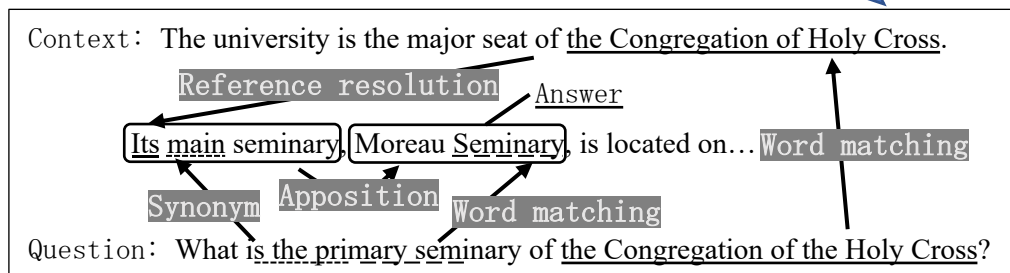 Context: The university is the major seat of the Congregation of Holy Cross.
Reference resolution
Answer
Its main seminary, Moreau Seminary, is located on… Word matching
Synonym Apposition Word matching
Question: What is the primary seminary of the Congregation of the Holy Cross?